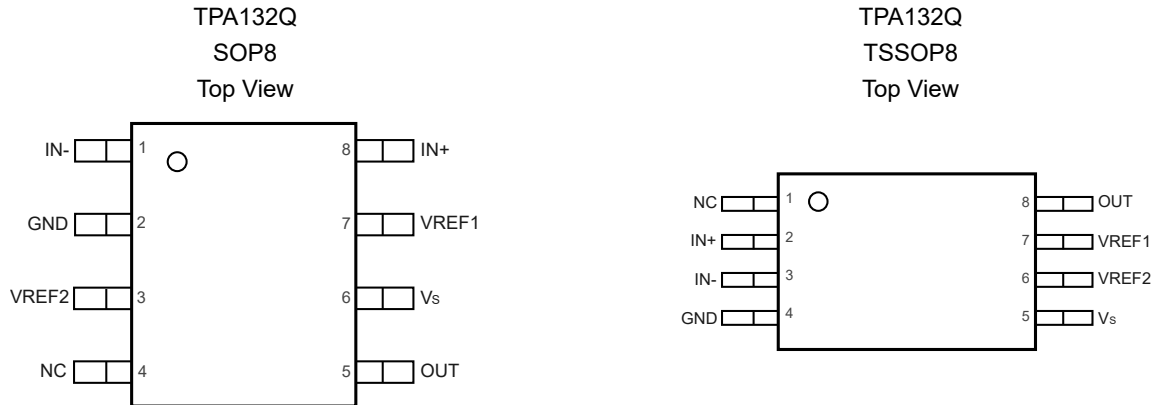 TPA132Q
SOP8
Top View
IN- 1 8 IN+
GND 2 7 VREF1
VREF2 3 6 Vs
NC 4 5 OUT
TPA132Q
TSSOP8
Top View
NC 1 8 OUT
IN+ 2 7 VREF1
IN- 3 6 VREF2
GND 4 5 Vs